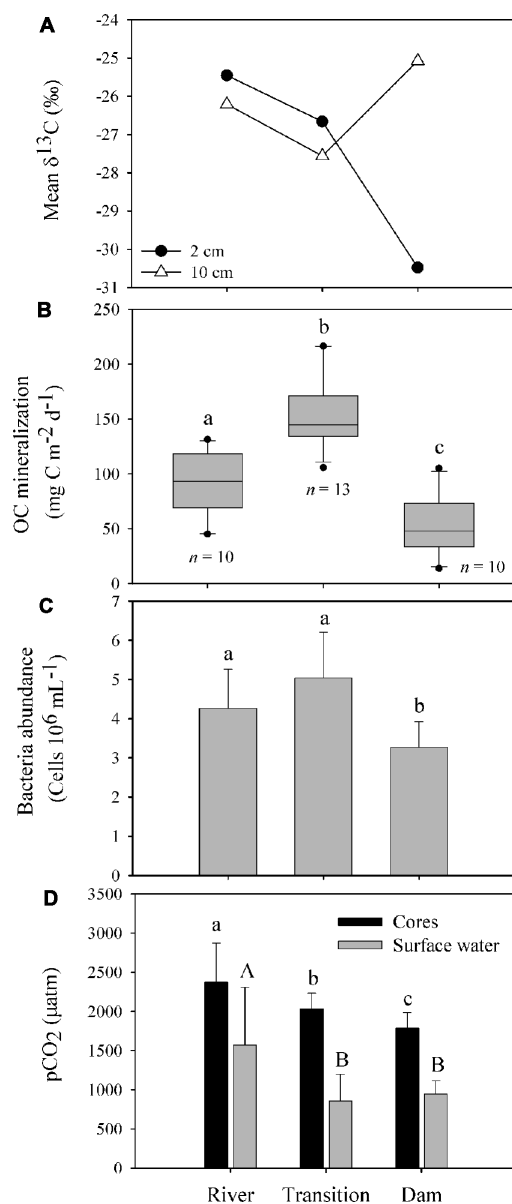 A
Mean δ13C (‰)
-24
-25
-26
-27
-28
-29
-30
-31
2 cm
10 cm
B
OC mineralization
(mg C m-2 d-1)
250
200
150
100
50
0
a
b
c
n = 10
n = 13
n = 10
C
Bacteria abundance
(Cells 10^6 mL-1)
7
6
5
4
3
2
1
0
a
a
b
D
pCO2 (µatm)
3500
3000
2500
2000
1500
1000
500
0
Cores
Surface water
a
A
b
B
c
B
River Transition Dam